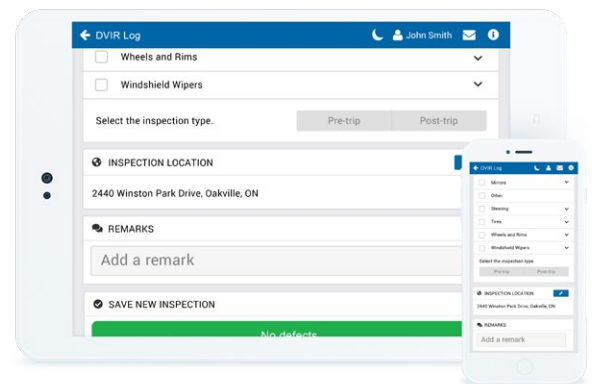 DVIR Log
John Smith
Wheels and Rims
Windshield Wipers
Select the inspection type.
Pre-trip
Post-trip
INSPECTION LOCATION
2440 Winston Park Drive, Oakville, ON
REMARKS
Add a remark
SAVE NEW INSPECTION
No defects
DVIR Log
Mirrors
Other
Steering
Tires
Wheels and Rims
Windshield Wipers
Select the inspection type
Pre-trip
Post-trip
INSPECTION LOCATION
2440 Winston Park Drive, Oakville, ON
REMARKS
Add a remark